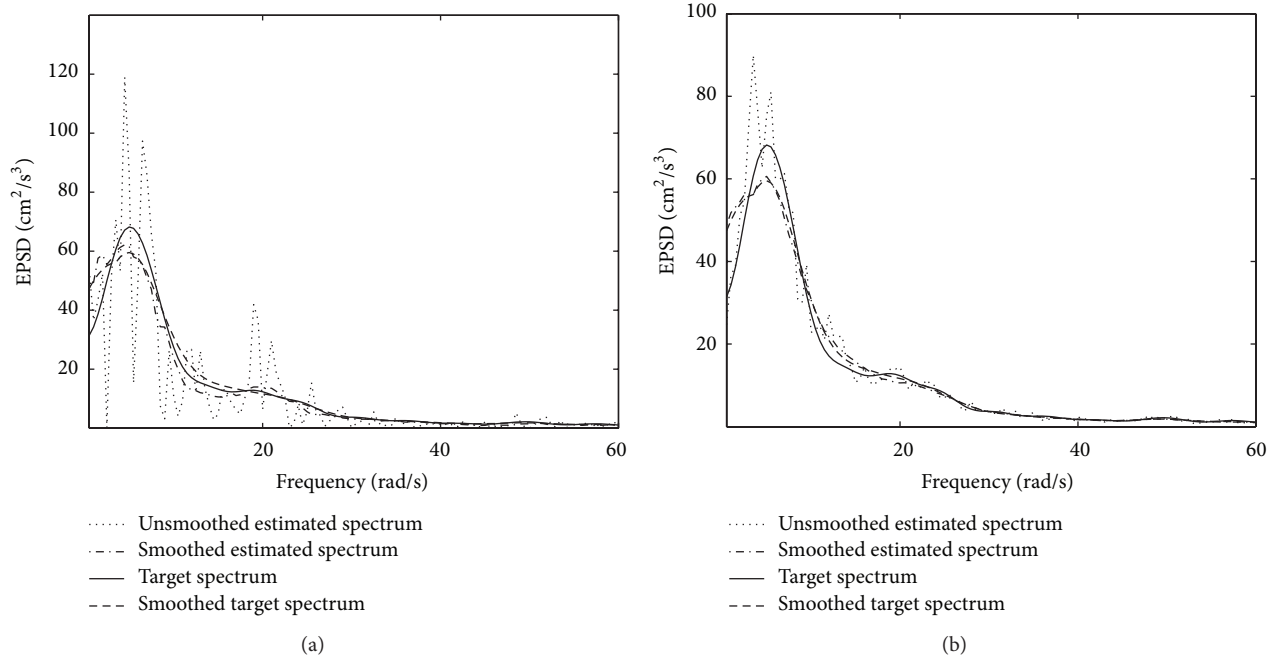 120
100
80
60
40
20
EPSD (cm²/s³)
20
40
60
Frequency (rad/s)
Unsmoothed estimated spectrum
Smoothed estimated spectrum
Target spectrum
Smoothed target spectrum
(a)
100
80
60
40
20
EPSD (cm²/s³)
20
40
60
Frequency (rad/s)
Unsmoothed estimated spectrum
Smoothed estimated spectrum
Target spectrum
Smoothed target spectrum
(b)